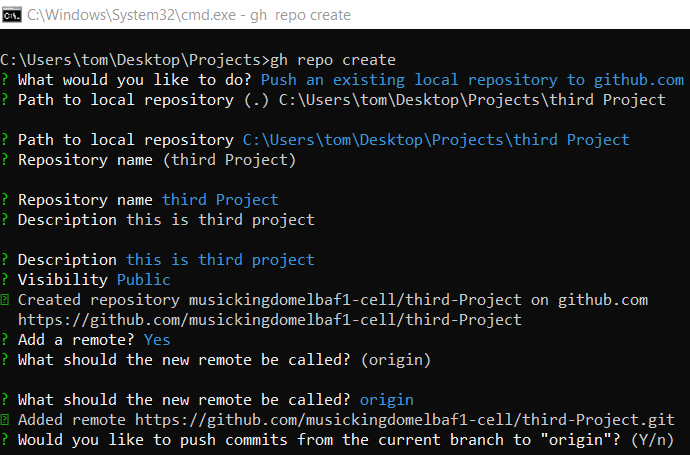 C:\Windows\System32\cmd.exe - gh repo create
C:\Users\tom\Desktop\Projects>gh repo create
? What would you like to do? Push an existing local repository to github.com
? Path to local repository (.) C:\Users\tom\Desktop\Projects\third Project
? Path to local repository C:\Users\tom\Desktop\Projects\third Project
? Repository name (third Project)
? Repository name third Project
? Description this is third project
? Description this is third project
? Visibility Public
Created repository musickingdomelbaf1-cell/third-Project on github.com
https://github.com/musickingdomelbaf1-cell/third-Project
? Add a remote? Yes
? What should the new remote be called? (origin)
? What should the new remote be called? origin
Added remote https://github.com/musickingdomelbaf1-cell/third-Project.git
? Would you like to push commits from the current branch to "origin"? (Y/n)